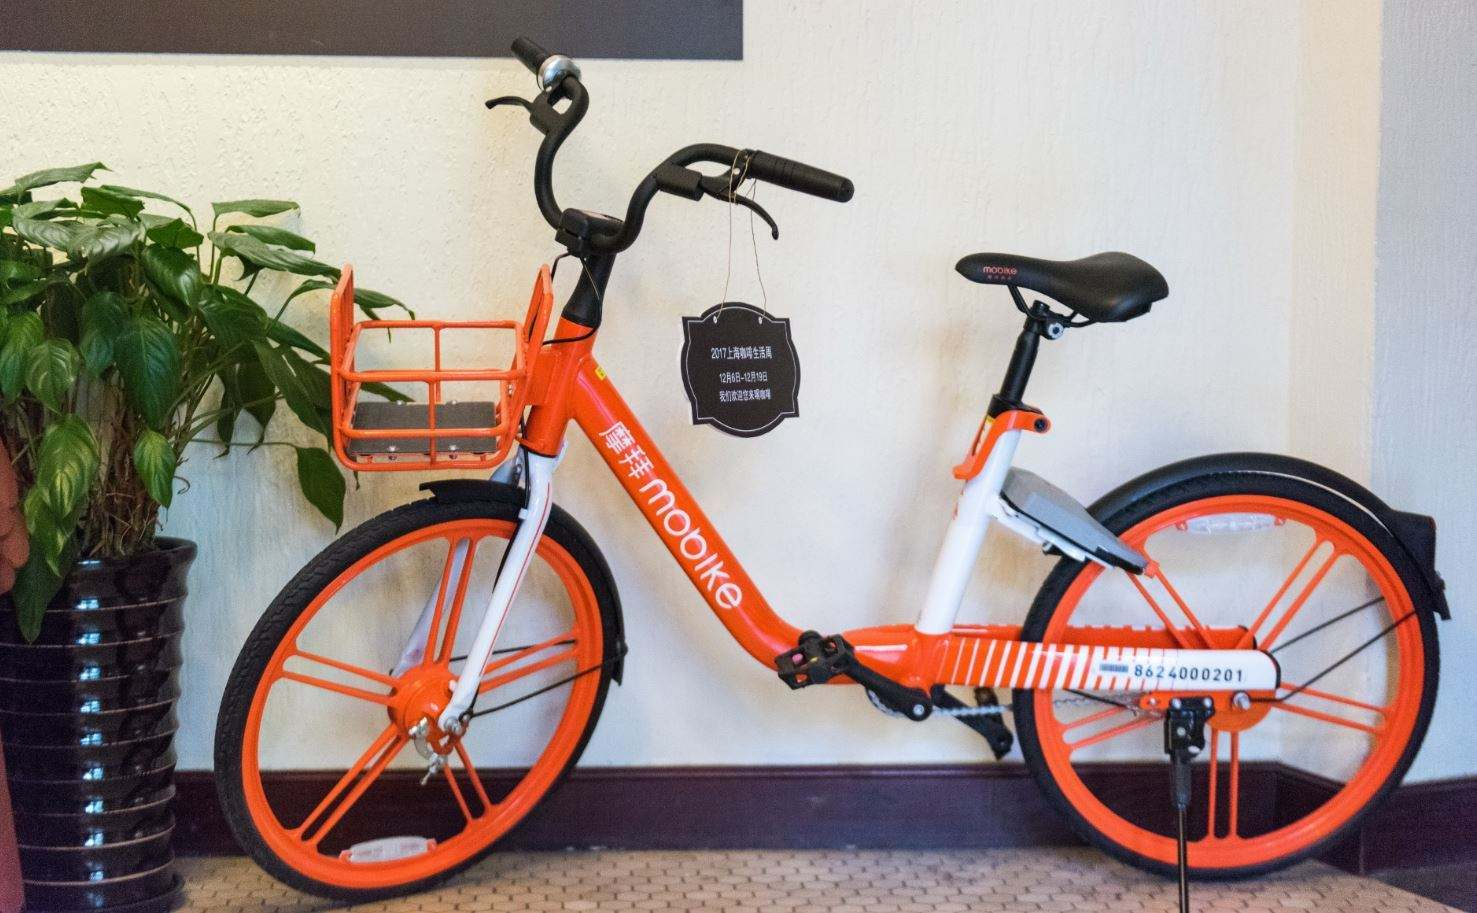 mobike
2017上海咖啡生活周
12月6日-12月19日
我们欢迎您来喝咖啡
摩拜 mobike
8624000201